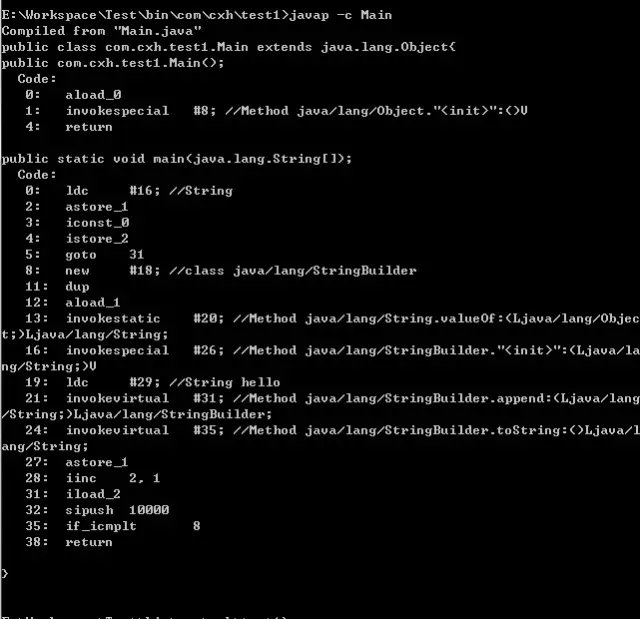 E:\Workspace\Test\bin\com\cxh\test1>javap -c Main
Compiled from "Main.java"
public class com.cxh.test1.Main extends java.lang.Object{
public com.cxh.test1.Main();
  Code:
   0:   aload_0
   1:   invokespecial   #8; //Method java/lang/Object."<init>":()V
   4:   return

public static void main(java.lang.String[]);
  Code:
   0:   ldc     #16; //String
   2:   astore_1
   3:   iconst_0
   4:   istore_2
   5:   goto    31
   8:   new     #18; //class java/lang/StringBuilder
   11:  dup
   12:  aload_1
   13:  invokestatic    #20; //Method java/lang/String.valueOf:(Ljava/lang/Objec
t;)Ljava/lang/String;
   16:  invokespecial   #26; //Method java/lang/StringBuilder."<init>":(Ljava/la
ng/String;)V
   19:  ldc     #29; //String hello
   21:  invokevirtual   #31; //Method java/lang/StringBuilder.append:(Ljava/lang
/String;)Ljava/lang/StringBuilder;
   24:  invokevirtual   #35; //Method java/lang/StringBuilder.toString:()Ljava/l
ang/String;
   27:  astore_1
   28:  iinc    2, 1
   31:  iload_2
   32:  sipush  10000
   35:  if_icmplt       8
   38:  return

}